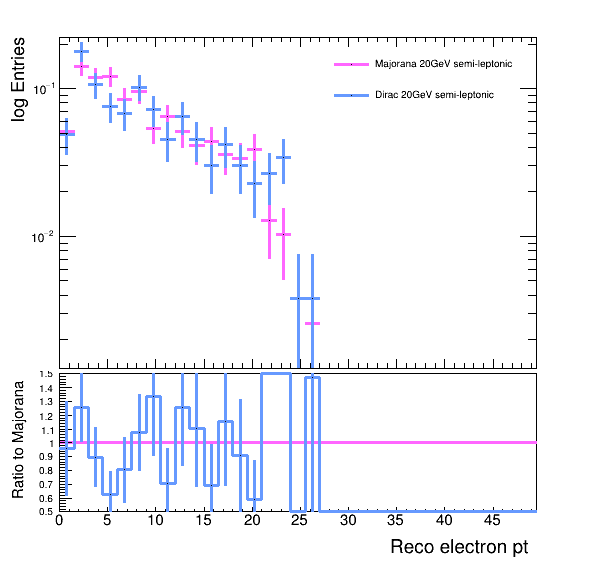 log Entries
10⁻¹
10⁻²
Majorana 20GeV semi-leptonic
Dirac 20GeV semi-leptonic
Ratio to Majorana
1.5
1.4
1.3
1.2
1.1
1
0.9
0.8
0.7
0.6
0.5
0 5 10 15 20 25 30 35 40 45
Reco electron pt